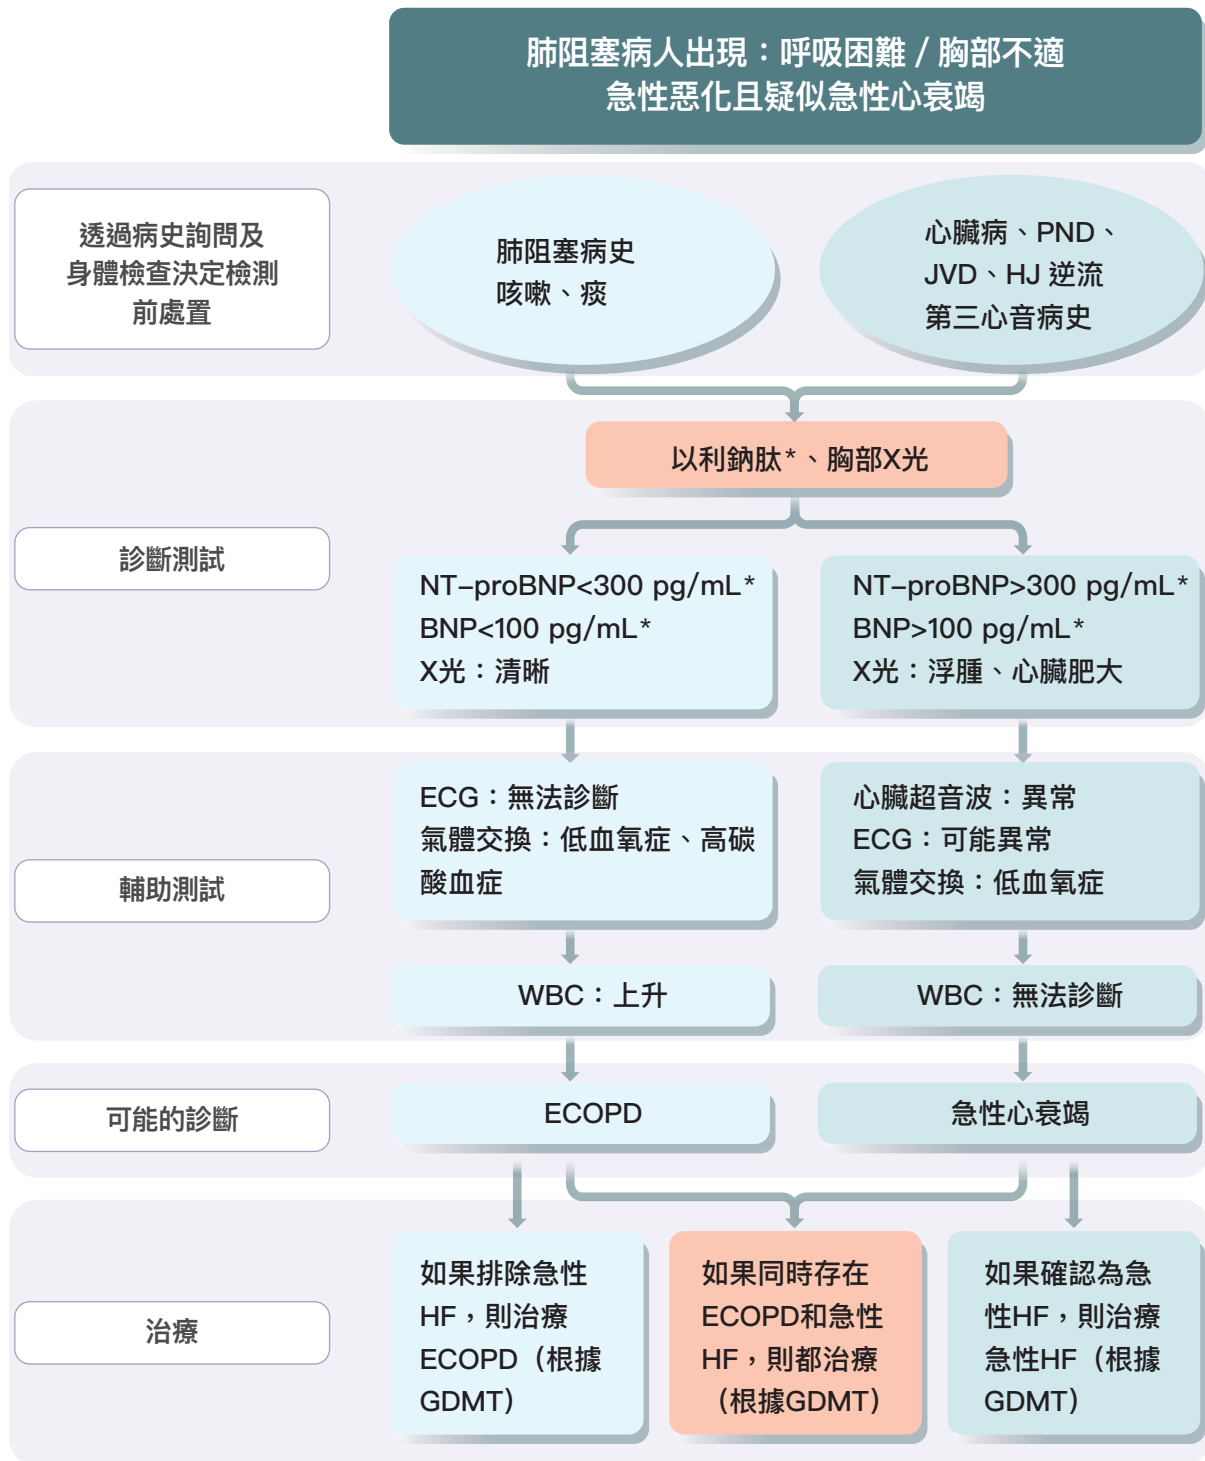 肺阻塞病人出現：呼吸困難 / 胸部不適
急性惡化且疑似急性心衰竭
透過病史詢問及
身體檢查決定檢測
前處置
肺阻塞病史
咳嗽、痰
心臟病、PND、
JVD、HJ 逆流
第三心音病史
以利鈉肽*、胸部X光
診斷測試
NT-proBNP<300 pg/mL*
BNP<100 pg/mL*
X光：清晰
NT-proBNP>300 pg/mL*
BNP>100 pg/mL*
X光：浮腫、心臟肥大
輔助測試
ECG：無法診斷
氣體交換：低血氧症、高碳
酸血症
心臟超音波：異常
ECG：可能異常
氣體交換：低血氧症
WBC：上升
WBC：無法診斷
可能的診斷
ECOPD
急性心衰竭
治療
如果排除急性
HF，則治療
ECOPD（根據
GDMT）
如果同時存在
ECOPD和急性
HF，則都治療
（根據GDMT）
如果確認為急
性HF，則治療
急性HF（根據
GDMT）